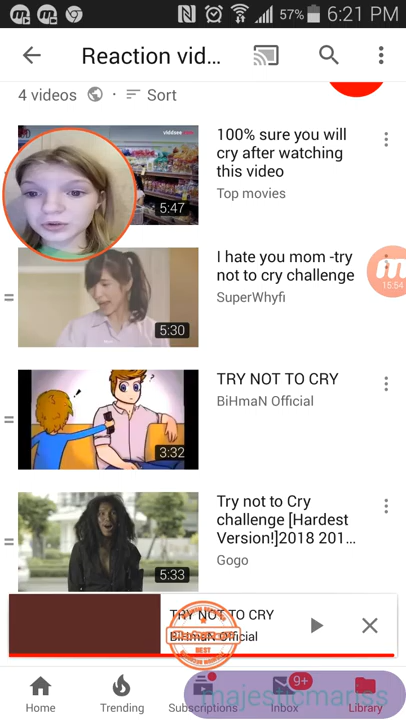 57% 6:21 PM
Reaction vid...
4 videos
Sort
100% sure you will
cry after watching
this video
Top movies
5:47
I hate you mom -try
not to cry challenge
SuperWhyfi
5:30
15:54
TRY NOT TO CRY
BiHmaN Official
3:32
Try not to Cry
challenge [Hardest
Version!]2018 201...
Gogo
5:33
TRY NOT TO CRY
BiHmaN Official
BEST
9+
Home
Trending
Subscriptions
Inbox
Library
majesticmariss